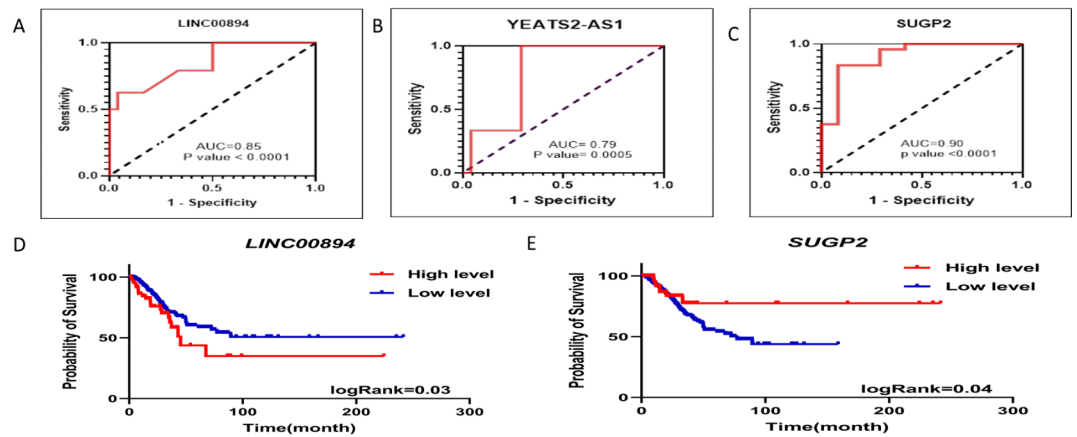 A
LINC00894
Sensitivity
1.0
0.5
0.0
0.0
0.5
1.0
AUC=0.85
P value < 0.0001
1 - Specificity
B
YEATS2-AS1
Sensitivity
1.0
0.5
0.0
0.0
0.5
1.0
AUC= 0.79
P value= 0.0005
1 - Specificity
C
SUGP2
Sensitivity
1.0
0.5
0.0
0.0
0.5
1.0
AUC=0.90
p value <0.0001
1 - Specificity
D
LINC00894
High level
Low level
Probability of Survival
100
50
0
0
100
200
300
logRank=0.03
Time(month)
E
SUGP2
High level
Low level
Probability of Survival
100
50
0
0
100
200
300
logRank=0.04
Time(month)